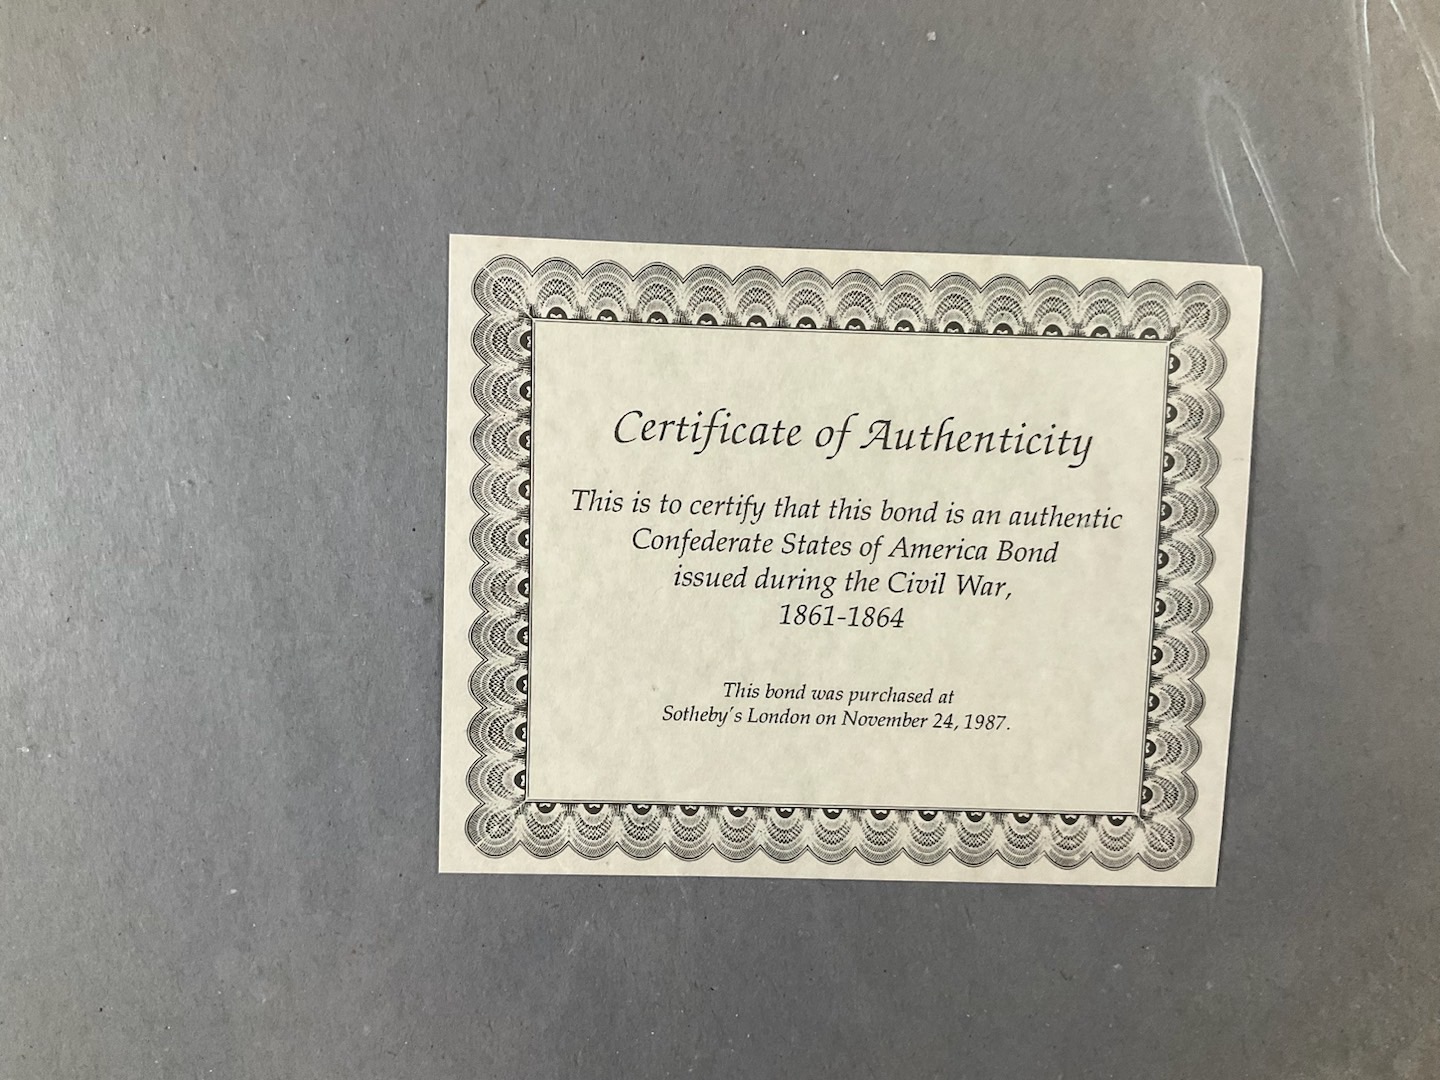 Certificate of Authenticity
This is to certify that this bond is an authentic
Confederate States of America Bond
issued during the Civil War,
1861-1864
This bond was purchased at
Sotheby's London on November 24, 1987.